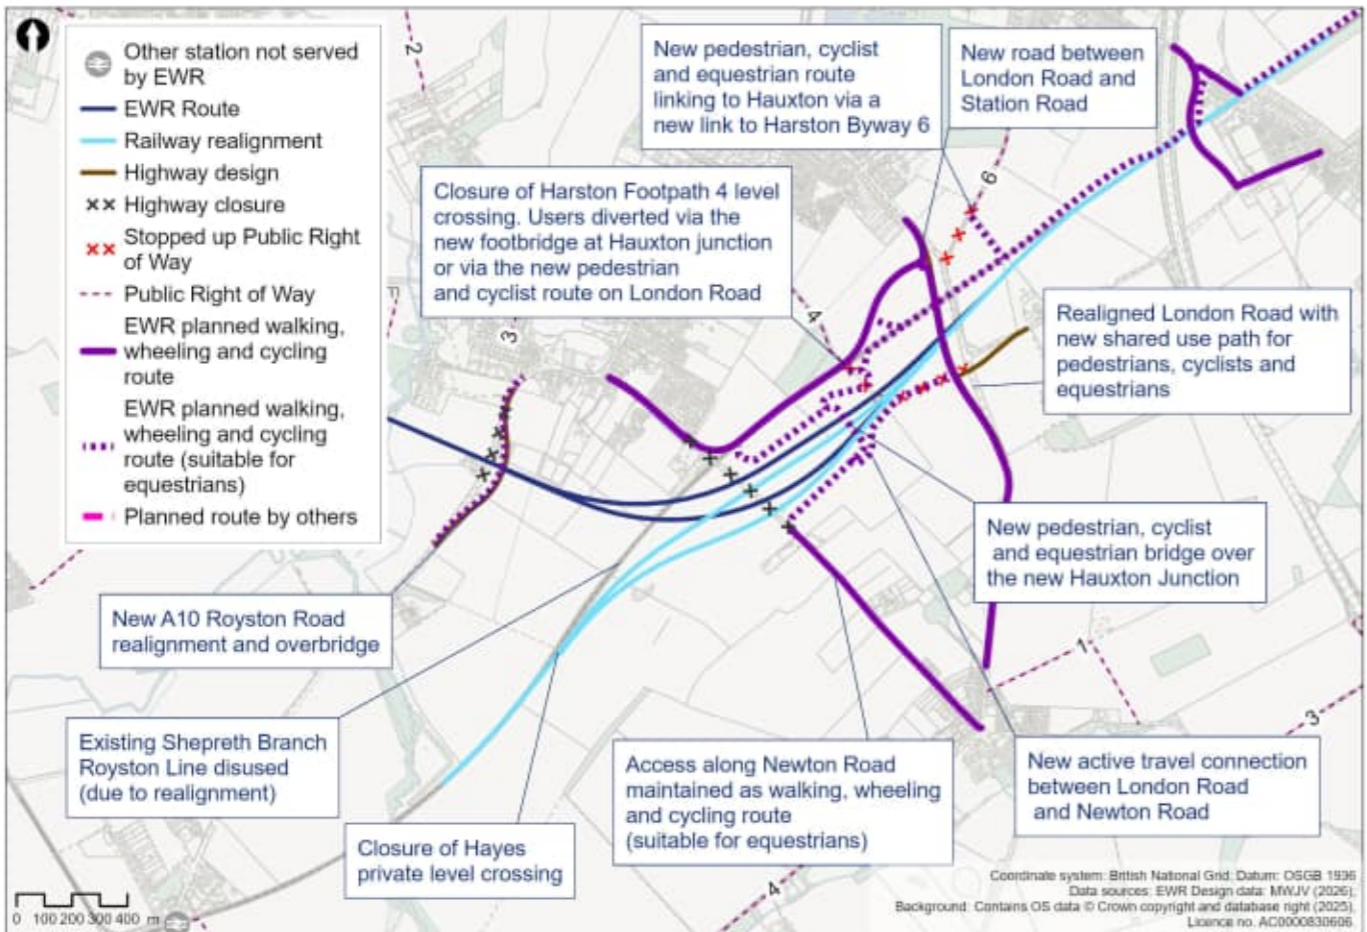 Other station not served
by EWR
EWR Route
Railway realignment
Highway design
Highway closure
Stopped up Public Right
of Way
Public Right of Way
EWR planned walking,
wheeling and cycling
route
EWR planned walking,
wheeling and cycling
route (suitable for
equestrians)
Planned route by others
2
New pedestrian, cyclist
and equestrian route
linking to Hauxton via a
new link to Harston Byway 6
New road between
London Road and
Station Road
Closure of Harston Footpath 4 level
crossing. Users diverted via the
new footbridge at Hauxton junction
or via the new pedestrian
and cyclist route on London Road
6
4
3
Realigned London Road with
new shared use path for
pedestrians, cyclists and
equestrians
New pedestrian, cyclist
and equestrian bridge over
the new Hauxton Junction
New A10 Royston Road
realignment and overbridge
1
3
Existing Shepreth Branch
Royston Line disused
(due to realignment)
Access along Newton Road
maintained as walking, wheeling
and cycling route
(suitable for equestrians)
New active travel connection
between London Road
and Newton Road
Closure of Hayes
private level crossing
4
0 100 200 300 400 m
Coordinate system: British National Grid; Datum: OSGB 1936
Data sources: EWR Design data: MWJV (2026);
Background: Contains OS data © Crown copyright and database right (2025),
Licence no. AC0000830606.